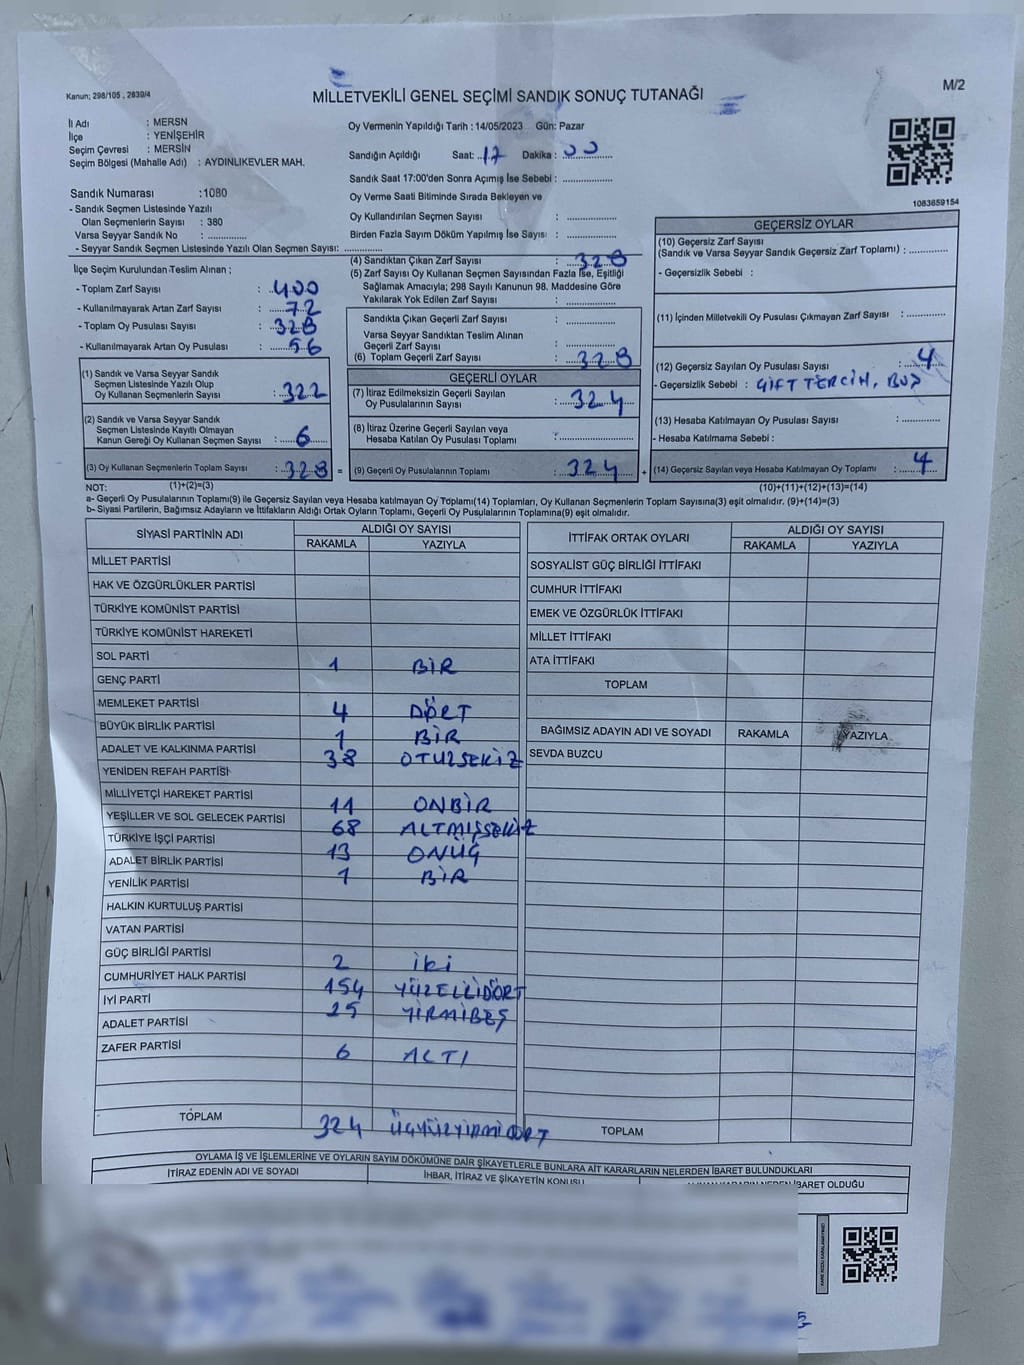 Kanun; 298/105 , 2839/4
MİLLETVEKİLİ GENEL SEÇİMİ SANDIK SONUÇ TUTANAĞI
M/2
İl Adı : MERSN
İlçe : YENİŞEHİR
Seçim Çevresi : MERSİN
Seçim Bölgesi (Mahalle Adı) : AYDINLIKEVLER MAH.
Sandık Numarası :1080
- Sandık Seçmen Listesinde Yazılı
Olan Seçmenlerin Sayısı : 380
Varsa Seyyar Sandık No : ..............
- Seyyar Sandık Seçmen Listesinde Yazılı Olan Seçmen Sayısı: ..............
Oy Vermenin Yapıldığı Tarih : 14/05/2023 Gün: Pazar
Sandığın Açıldığı Saat: 17 Dakika : 00
Sandık Saat 17:00'den Sonra Açımış İse Sebebi : ..............
Oy Verme Saati Bitiminde Sırada Bekleyen ve
Oy Kullandırılan Seçmen Sayısı : ..............
Birden Fazla Sayım Döküm Yapılmış İse Sayısı : ..............
1083659154
İlçe Seçim Kurulundan Teslim Alınan ;
- Toplam Zarf Sayısı : 400
- Kullanılmayarak Artan Zarf Sayısı : 72
- Toplam Oy Pusulası Sayısı : 328
- Kullanılmayarak Artan Oy Pusulası : 56
(1) Sandık ve Varsa Seyyar Sandık
Seçmen Listesinde Yazılı Olup
Oy Kullanan Seçmenlerin Sayısı : 322
(2) Sandık ve Varsa Seyyar Sandık
Seçmen Listesinde Kayıtlı Olmayan
Kanun Gereği Oy Kullanan Seçmen Sayısı : 6
(3) Oy Kullanan Seçmenlerin Toplam Sayısı : 328 =
(4) Sandıktan Çıkan Zarf Sayısı : 328
(5) Zarf Sayısı Oy Kullanan Seçmen Sayısından Fazla İse, Eşitliği
Sağlamak Amacıyla; 298 Sayılı Kanunun 98. Maddesine Göre
Yakılarak Yok Edilen Zarf Sayısı : ..............
Sandıkta Çıkan Geçerli Zarf Sayısı : ..............
Varsa Seyyar Sandıktan Teslim Alınan
Geçerli Zarf Sayısı : ..............
(6) Toplam Geçerli Zarf Sayısı : 328
GEÇERLİ OYLAR
(7) İtiraz Edilmeksizin Geçerli Sayılan
Oy Pusulalarının Sayısı : 324
(8) İtiraz Üzerine Geçerli Sayılan veya
Hesaba Katılan Oy Pusulası Toplamı : ..............
(9) Geçerli Oy Pusulalarının Toplamı : 324 +
GEÇERSİZ OYLAR
(10) Geçersiz Zarf Sayısı
(Sandık ve Varsa Seyyar Sandık Geçersiz Zarf Toplamı) : ..............
- Geçersizlik Sebebi :
(11) İçinden Milletvekili Oy Pusulası Çıkmayan Zarf Sayısı : ..............
(12) Geçersiz Sayılan Oy Pusulası Sayısı : 4
- Geçersizlik Sebebi : ÇİFT TERCİH, BOŞ
(13) Hesaba Katılmayan Oy Pusulası Sayısı : ..............
- Hesaba Katılmama Sebebi :
(14) Geçersiz Sayılan veya Hesaba Katılmayan Oy Toplamı : 4
NOT: (1)+(2)=(3)
(10)+(11)+(12)+(13)=(14)
a- Geçerli Oy Pusulalarının Toplamı(9) ile Geçersiz Sayılan veya Hesaba katılmayan Oy Toplamı(14) Toplamları, Oy Kullanan Seçmenlerin Toplam Sayısına(3) eşit olmalıdır. (9)+(14)=(3)
b- Siyasi Partilerin, Bağımsız Adayların ve İttifakların Aldığı Ortak Oyların Toplamı, Geçerli Oy Pusulalarının Toplamına(9) eşit olmalıdır.
SİYASİ PARTİNİN ADI ALDIĞI OY SAYISI
RAKAMLA YAZIYLA
MİLLET PARTİSİ
HAK VE ÖZGÜRLÜKLER PARTİSİ
TÜRKİYE KOMÜNİST PARTİSİ
TÜRKİYE KOMÜNİST HAREKETİ
SOL PARTİ 1 BİR
GENÇ PARTİ
MEMLEKET PARTİSİ 4 DÖRT
BÜYÜK BİRLİK PARTİSİ 1 BİR
ADALET VE KALKINMA PARTİSİ 38 OTUZSEKİZ
YENİDEN REFAH PARTİSİ
MİLLİYETÇİ HAREKET PARTİSİ 11 ONBİR
YEŞİLLER VE SOL GELECEK PARTİSİ 68 ALTMIŞSEKİZ
TÜRKİYE İŞÇİ PARTİSİ 13 ONÜÇ
ADALET BİRLİK PARTİSİ 1 BİR
YENİLİK PARTİSİ
HALKIN KURTULUŞ PARTİSİ
VATAN PARTİSİ
GÜÇ BİRLİĞİ PARTİSİ 2 İKİ
CUMHURİYET HALK PARTİSİ 154 YÜZELLİDÖRT
İYİ PARTİ 25 YİRMİBEŞ
ADALET PARTİSİ
ZAFER PARTİSİ 6 ALTI
TOPLAM 324 ÜÇYÜZYİRMİDÖRT
İTTİFAK ORTAK OYLARI ALDIĞI OY SAYISI
RAKAMLA YAZIYLA
SOSYALİST GÜÇ BİRLİĞİ İTTİFAKI
CUMHUR İTTİFAKI
EMEK VE ÖZGÜRLÜK İTTİFAKI
MİLLET İTTİFAKI
ATA İTTİFAKI
TOPLAM
BAĞIMSIZ ADAYIN ADI VE SOYADI RAKAMLA YAZIYLA
SEVDA BUZCU
TOPLAM
OYLAMA İŞ VE İŞLEMLERİNE VE OYLARIN SAYIM DÖKÜMÜNE DAİR ŞİKAYETLERLE BUNLARA AİT KARARLARIN NELERDEN İBARET BULUNDUKLARI
İTİRAZ EDENİN ADI VE SOYADI İHBAR, İTİRAZ VE ŞİKAYETİN KONUSU İBARET OLDUĞU